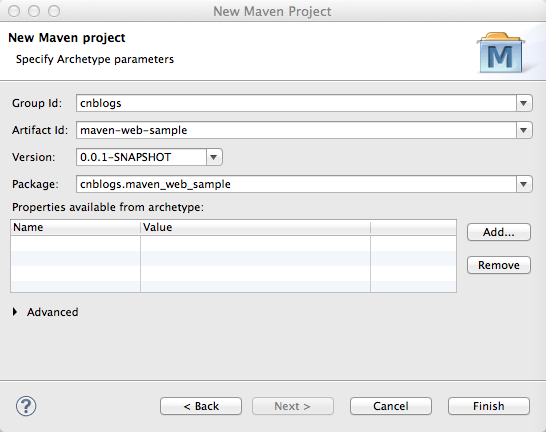 New Maven Project
New Maven project
Specify Archetype parameters
M
Group Id: cnblogs
Artifact Id: maven-web-sample
Version: 0.0.1-SNAPSHOT
Package: cnblogs.maven_web_sample
Properties available from archetype:
Name Value
Add...
Remove
Advanced
? < Back Next > Cancel Finish